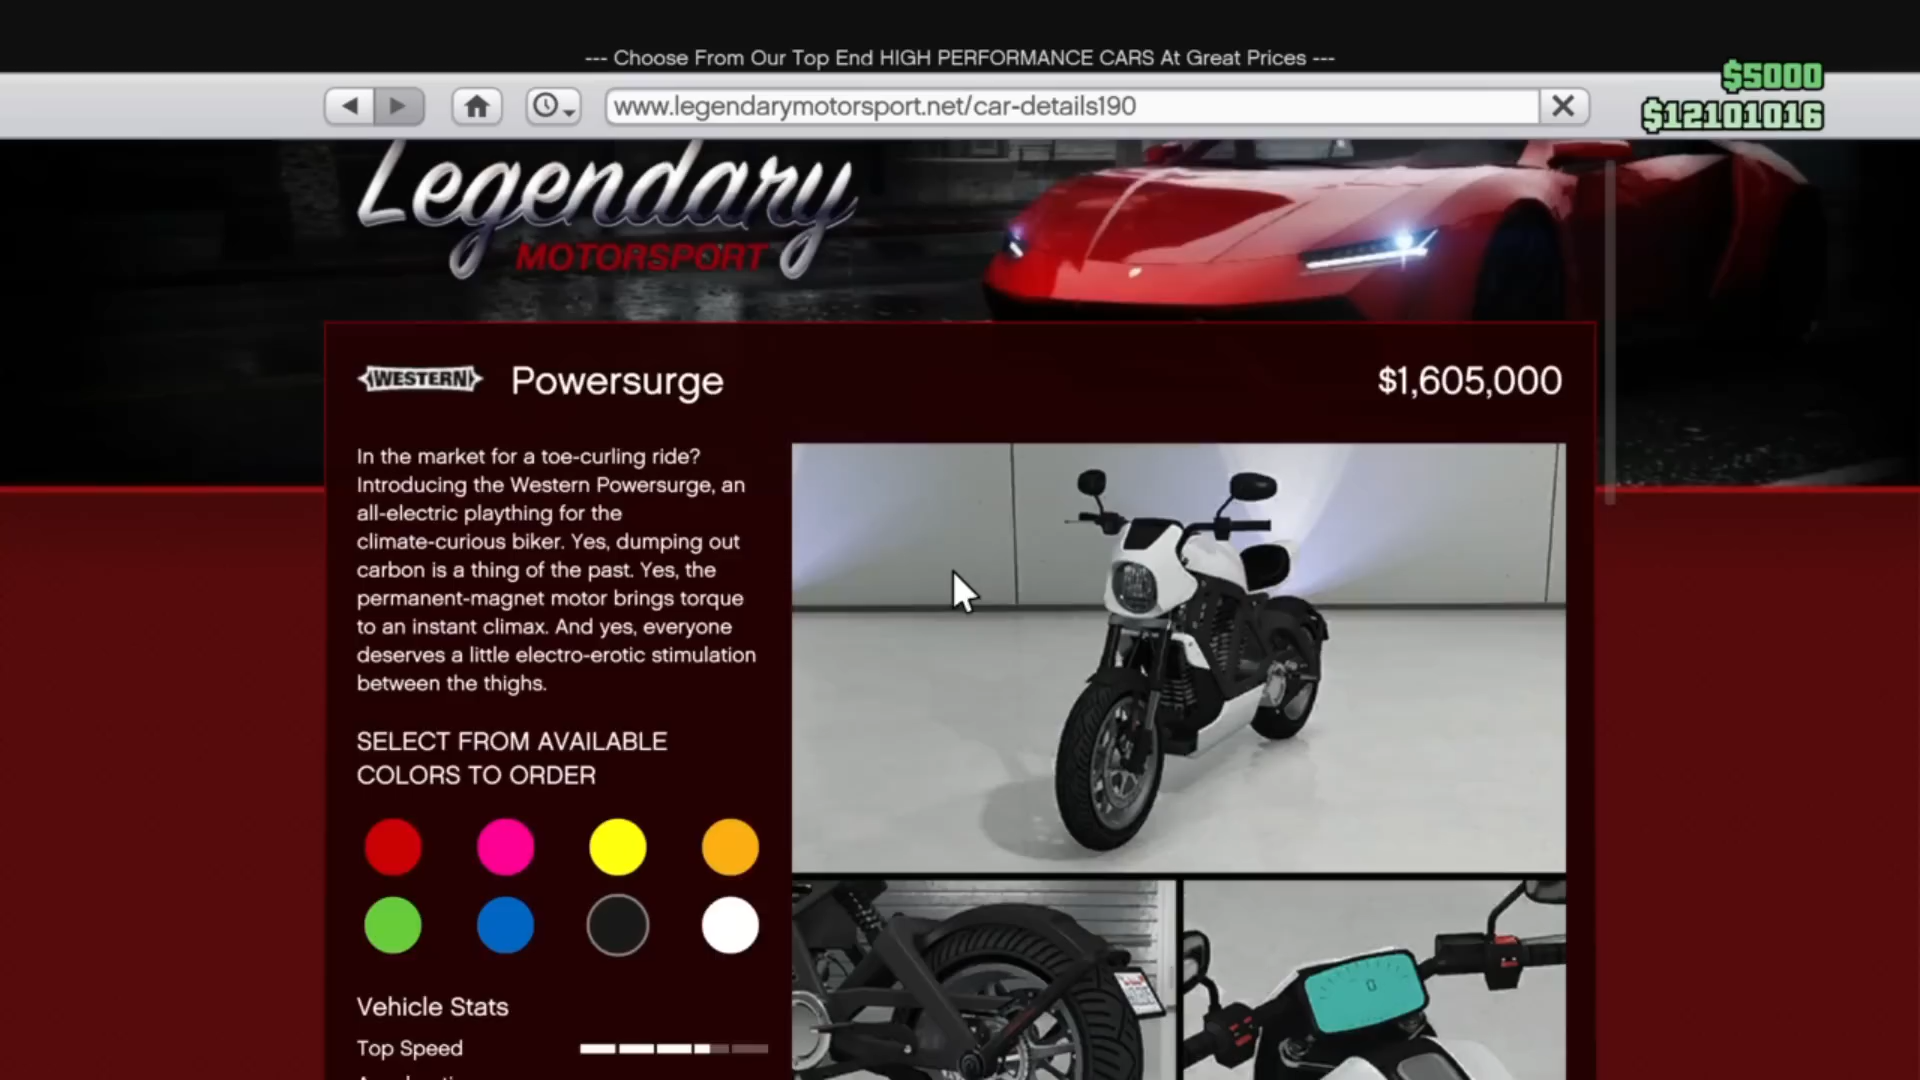 --- Choose From Our Top End HIGH PERFORMANCE CARS At Great Prices ---
$5000
www.legendarymotorsport.net/car-details190
$12101016
Legendary
MOTORSPORT
WESTERN
Powersurge
$1,605,000
In the market for a toe-curling ride?
Introducing the Western Powersurge, an
all-electric plaything for the
climate-curious biker. Yes, dumping out
carbon is a thing of the past. Yes, the
permanent-magnet motor brings torque
to an instant climax. And yes, everyone
deserves a little electro-erotic stimulation
between the thighs.
SELECT FROM AVAILABLE
COLORS TO ORDER
Vehicle Stats
Top Speed
0